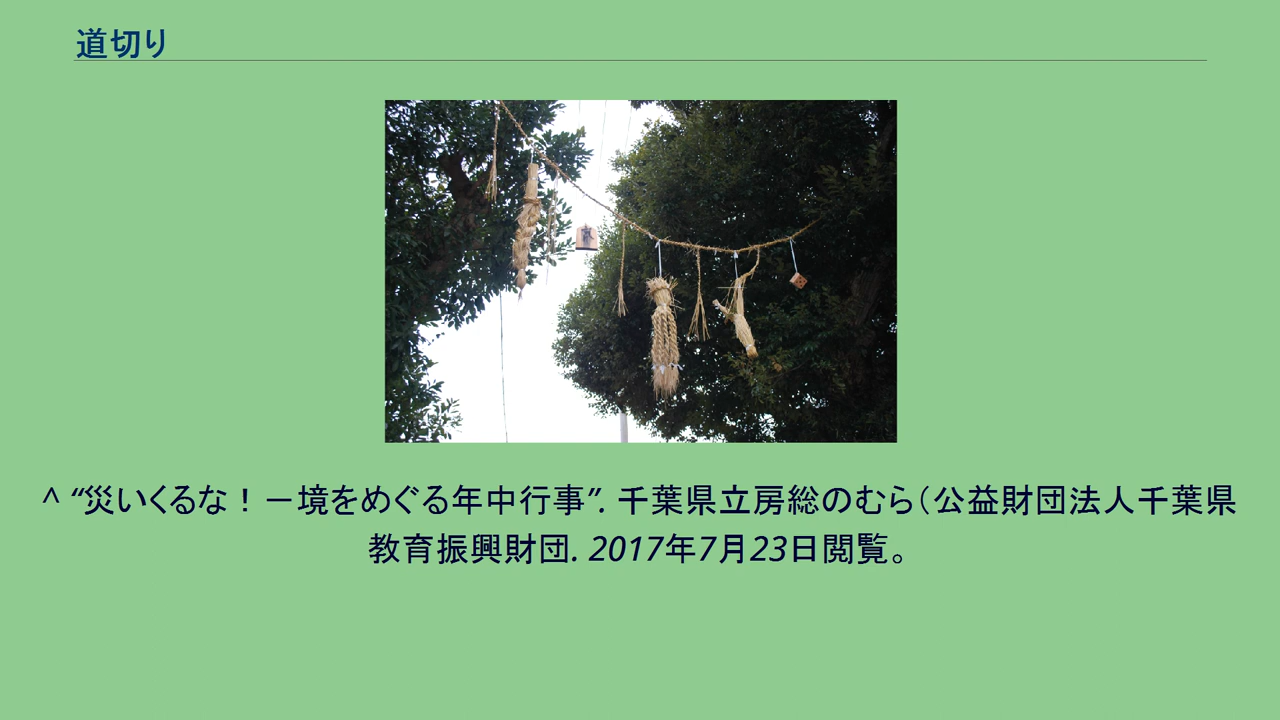 道切り
^ “災いくるな！－境をめぐる年中行事”. 千葉県立房総のむら（公益財団法人千葉県
教育振興財団. 2017年7月23日閲覧。